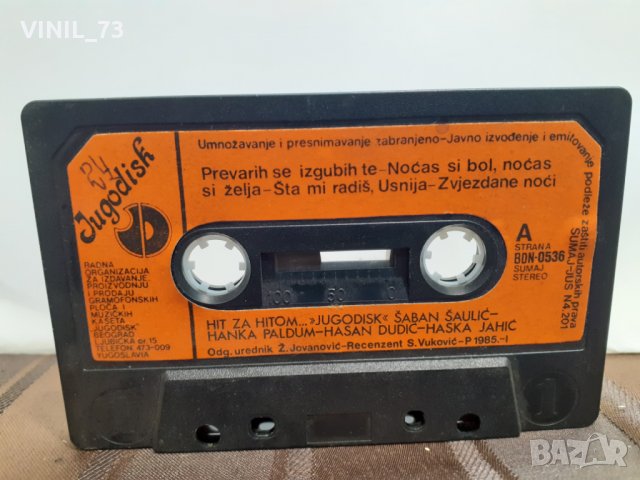 VINIL_73
24
Jugodisk
RADNA
ORGANIZACIJA
ZA IZDAVANJE,
PROIZVODNJU
I PRODAJU
GRAMOFONSKIH
PLOČA I
MUZIČKIH
KASETA
JUGODISK
BEOGRAD
LJUBIČKA br. 15
TELEFON 473-009
YUGOSLAVIA
Umnožavanje i presnimavanje zabranjeno-Javno izvođenje i emitovanje podleže zaštiti autorskih prava
Prevarih se izgubih te-Noćas si bol, noćas
si želja-Šta mi radiš, Usnija-Zvjezdane noći
A
STRANA
BDN-0536
SUMAJ
STEREO
SUMAJ-JUS N4.201
100 50 0
HIT ZA HITOM...»JUGODISK« ŠABAN ŠAULIĆ-
HANKA PALDUM-HASAN DUDIĆ-HASKA JAHIĆ
Odg. urednik Ž. Jovanović-Recenzent S. Vuković-P 1985.-I
1
BAZAR